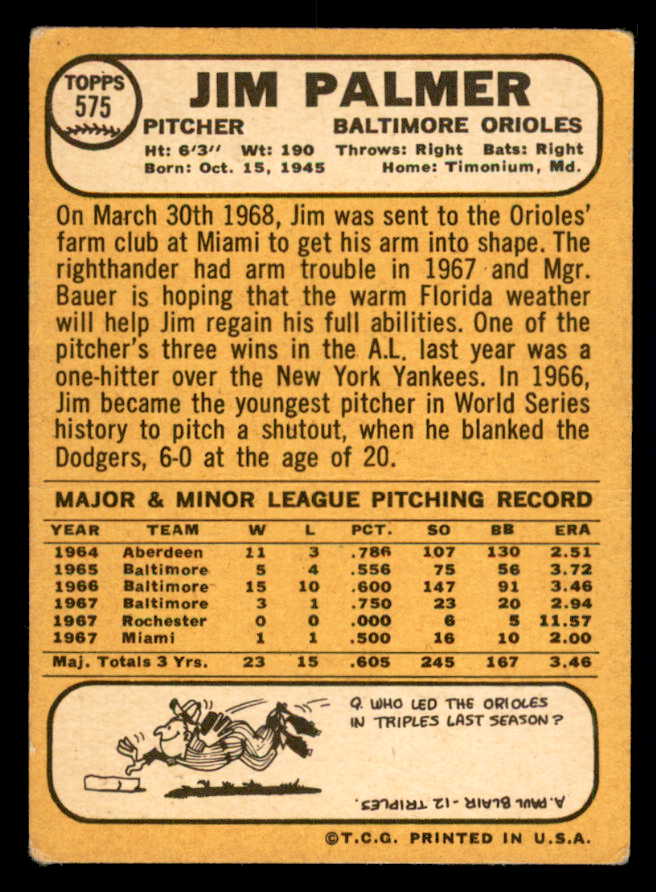 TOPPS
575
JIM PALMER
PITCHER BALTIMORE ORIOLES
Ht: 6'3" Wt: 190 Throws: Right Bats: Right
Born: Oct. 15, 1945 Home: Timonium, Md.
On March 30th 1968, Jim was sent to the Orioles'
farm club at Miami to get his arm into shape. The
righthander had arm trouble in 1967 and Mgr.
Bauer is hoping that the warm Florida weather
will help Jim regain his full abilities. One of the
pitcher's three wins in the A.L. last year was a
one-hitter over the New York Yankees. In 1966,
Jim became the youngest pitcher in World Series
history to pitch a shutout, when he blanked the
Dodgers, 6-0 at the age of 20.
MAJOR & MINOR LEAGUE PITCHING RECORD
YEAR TEAM W L PCT. SO BB ERA
1964 Aberdeen 11 3 .786 107 130 2.51
1965 Baltimore 5 4 .556 75 56 3.72
1966 Baltimore 15 10 .600 147 91 3.46
1967 Baltimore 3 1 .750 23 20 2.94
1967 Rochester 0 0 .000 6 5 11.57
1967 Miami 1 1 .500 16 10 2.00
Maj. Totals 3 Yrs. 23 15 .605 245 167 3.46
Q. WHO LED THE ORIOLES
IN TRIPLES LAST SEASON?
A. PAUL BLAIR - 12 TRIPLES.
©T.C.G. PRINTED IN U.S.A.